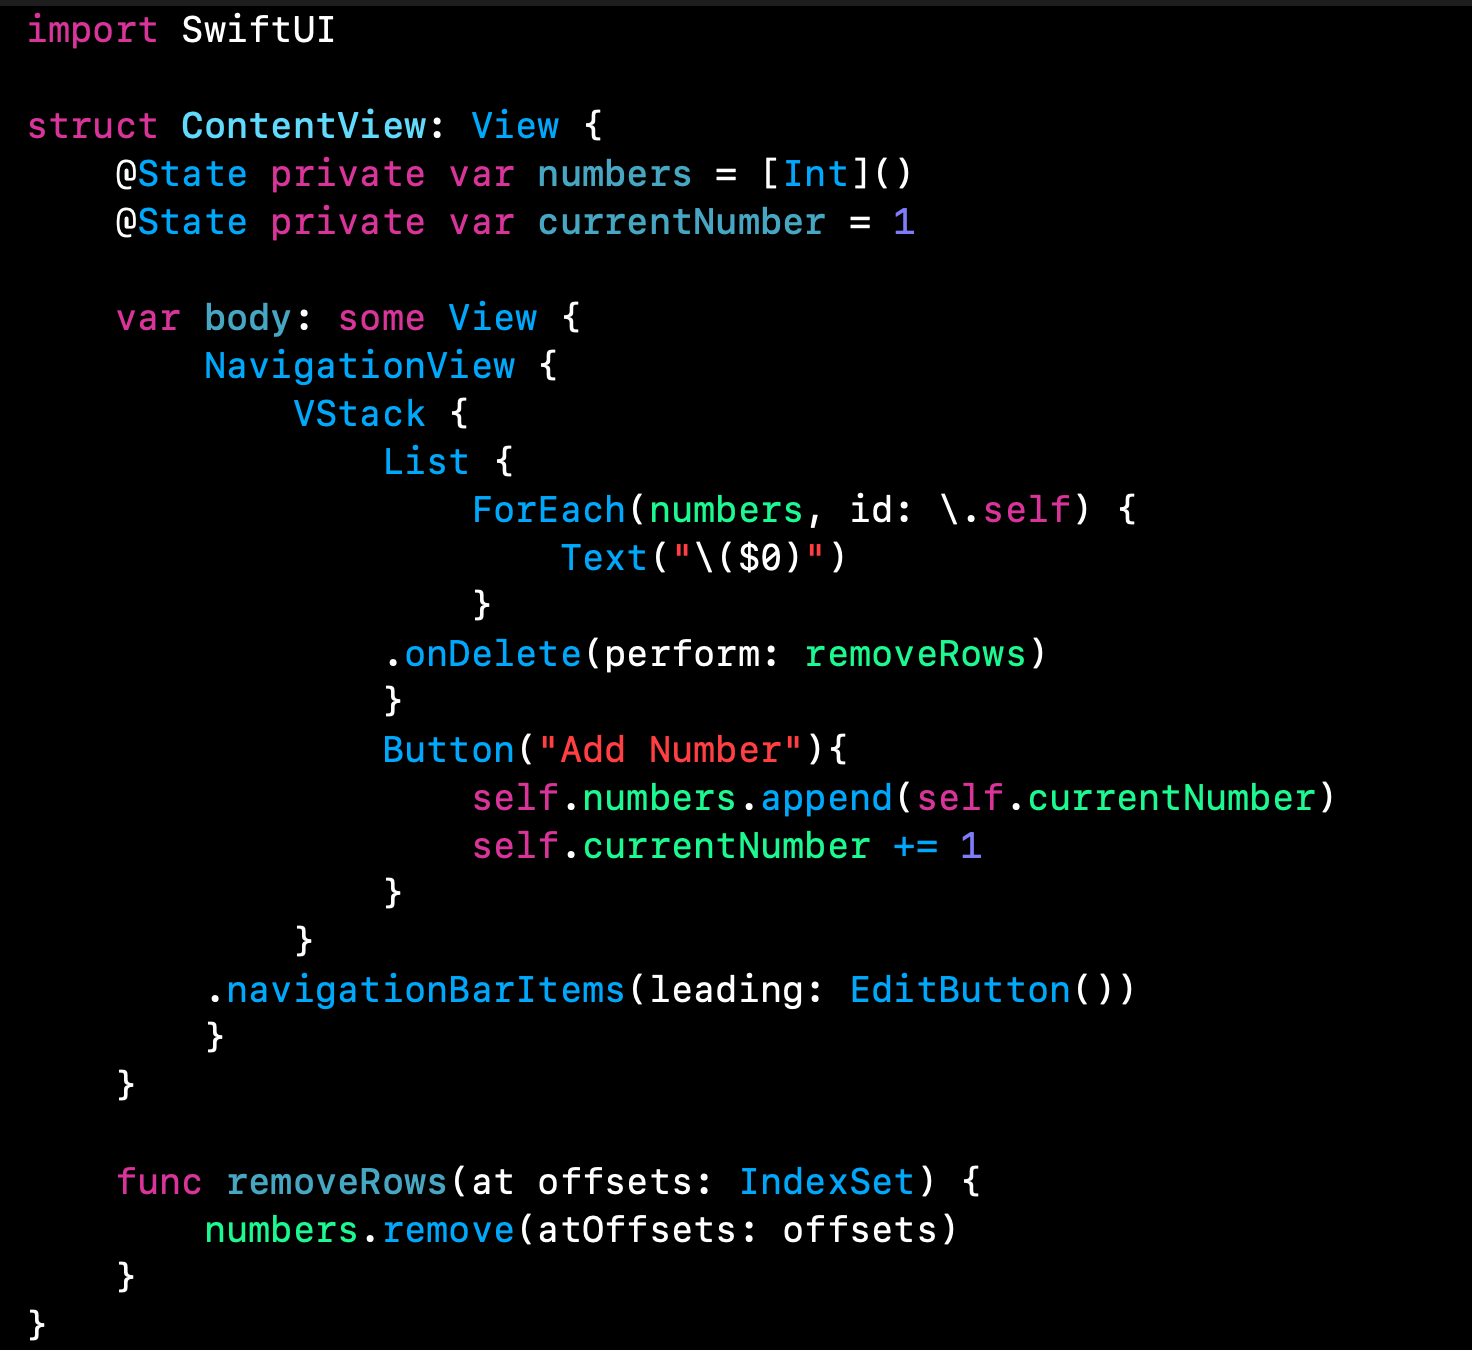 import SwiftUI

struct ContentView: View {
    @State private var numbers = [Int]()
    @State private var currentNumber = 1

    var body: some View {
        NavigationView {
            VStack {
                List {
                    ForEach(numbers, id: \.self) {
                        Text("\($0)")
                    }
                .onDelete(perform: removeRows)
                }
                Button("Add Number"){
                    self.numbers.append(self.currentNumber)
                    self.currentNumber += 1
                }
            }
        .navigationBarItems(leading: EditButton())
        }
    }

    func removeRows(at offsets: IndexSet) {
        numbers.remove(atOffsets: offsets)
    }
}